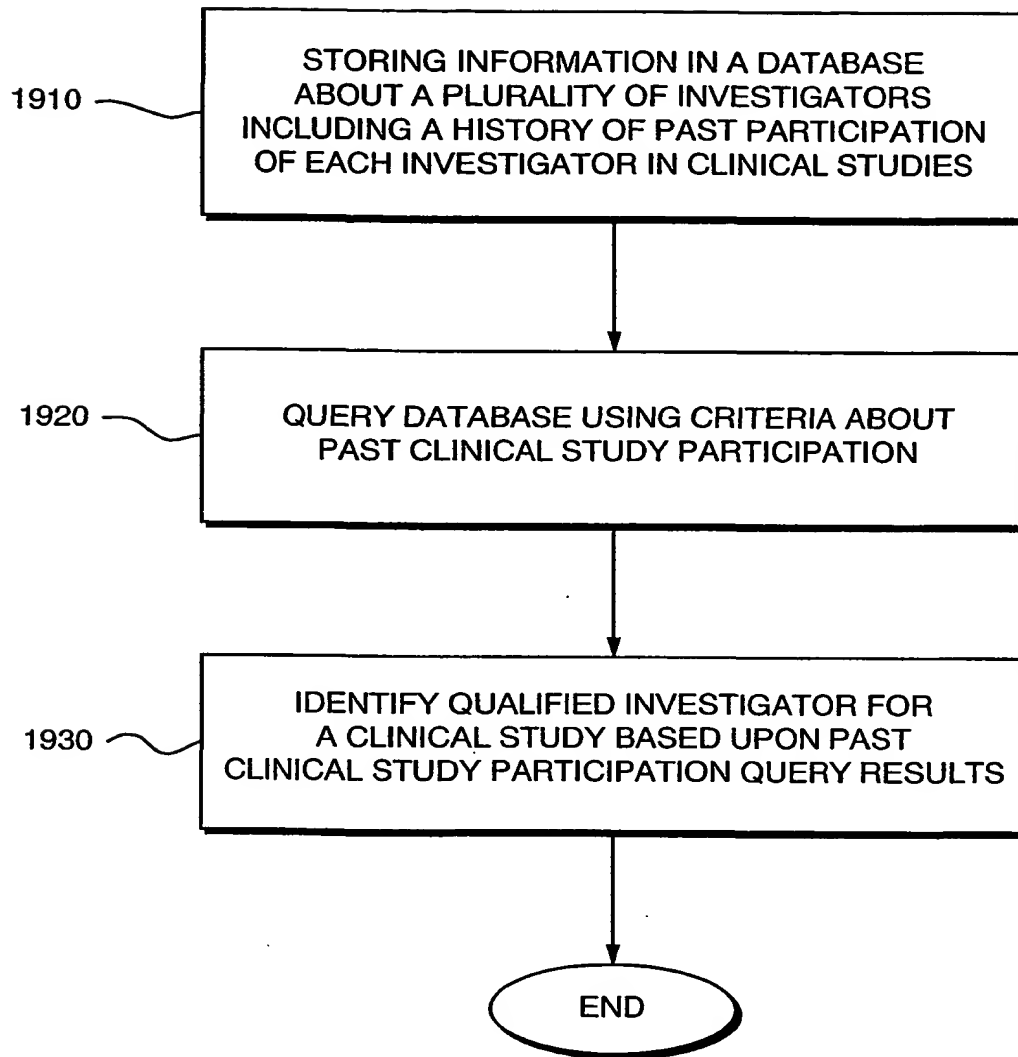 1910
STORING INFORMATION IN A DATABASE
ABOUT A PLURALITY OF INVESTIGATORS
INCLUDING A HISTORY OF PAST PARTICIPATION
OF EACH INVESTIGATOR IN CLINICAL STUDIES
1920
QUERY DATABASE USING CRITERIA ABOUT
PAST CLINICAL STUDY PARTICIPATION
1930
IDENTIFY QUALIFIED INVESTIGATOR FOR
A CLINICAL STUDY BASED UPON PAST
CLINICAL STUDY PARTICIPATION QUERY RESULTS
END